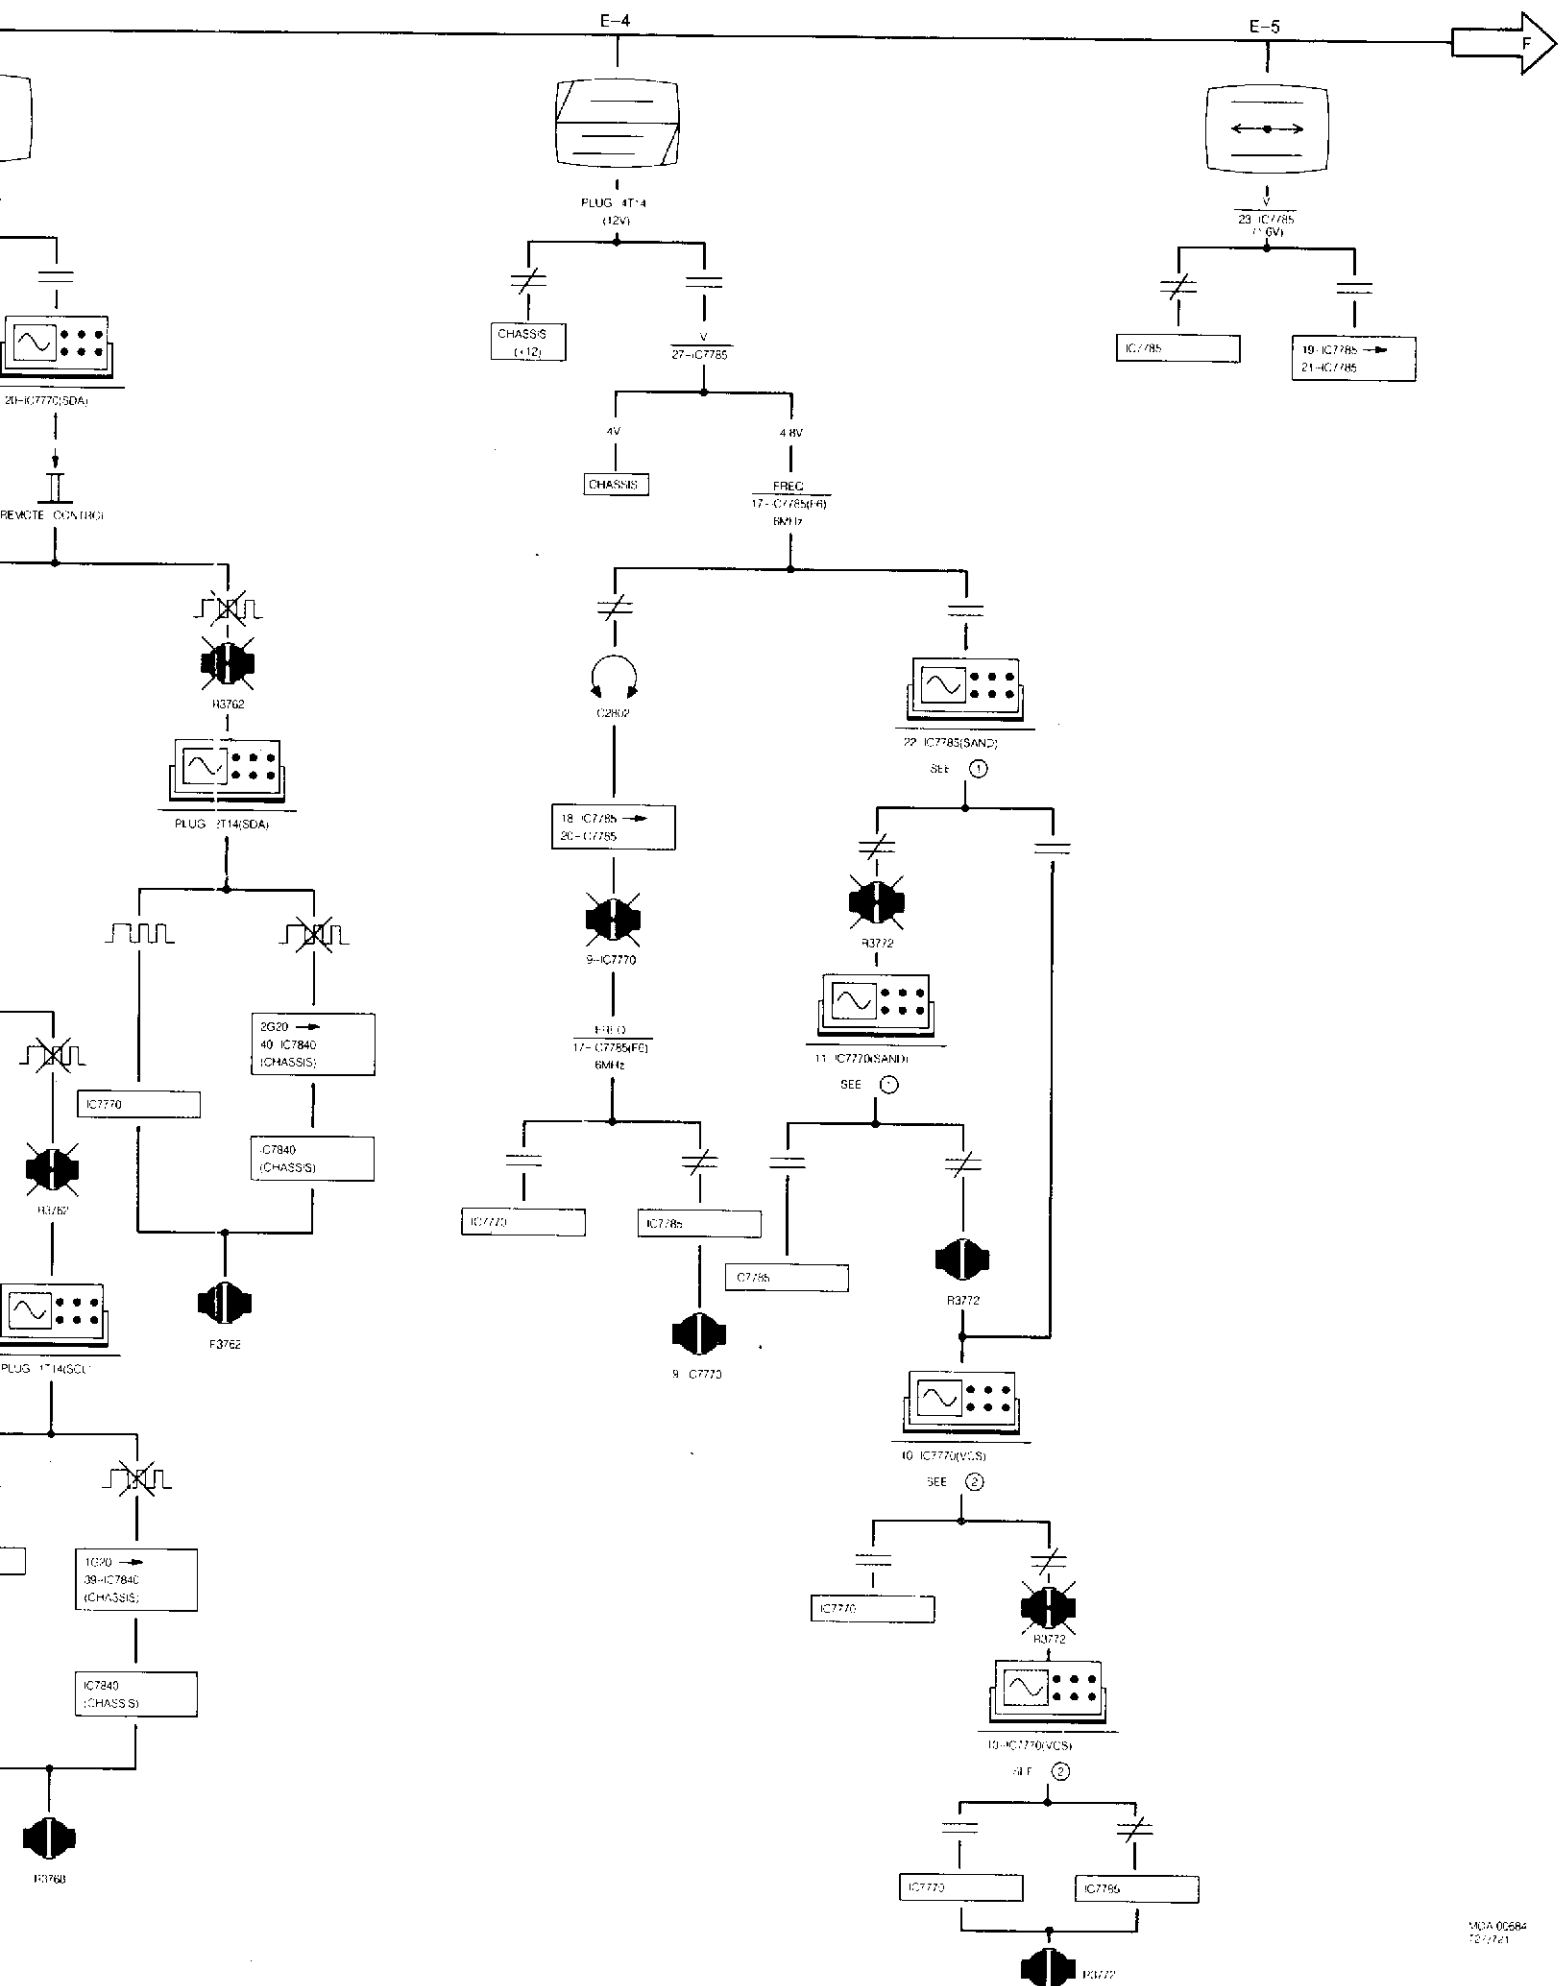 E-4
E-5
F
PLUG 4T14
(12V)
CHASSIS
(+12)
V
27-IC7785
4V
4.8V
CHASSIS
FREQ
17-IC7785(F6)
6MHz
C2802
18-IC7785
20-IC7785
9-IC7770
FREQ
17-IC7785(F6)
6MHz
IC7770
IC7785
9-IC7770
22-IC7785(SAND)
SEE 1
R3772
11-IC7770(SAND)
SEE 1
IC7785
R3772
10-IC7770(VCS)
SEE 2
IC7770
R3772
10-IC7770(VCS)
SEE 2
IC7770
IC7785
R3772
V
23-IC7785
IC7785
19-IC7785
21-IC7785
20-IC7770(SDA)
REMOTE CONTROL
R3762
PLUG 2T14(SDA)
2G20
40-IC7840
(CHASSIS)
IC7770
IC7840
(CHASSIS)
R3762
R3762
PLUG 1T14(SCL)
1G20
39-IC7840
(CHASSIS)
IC7840
(CHASSIS)
R3768